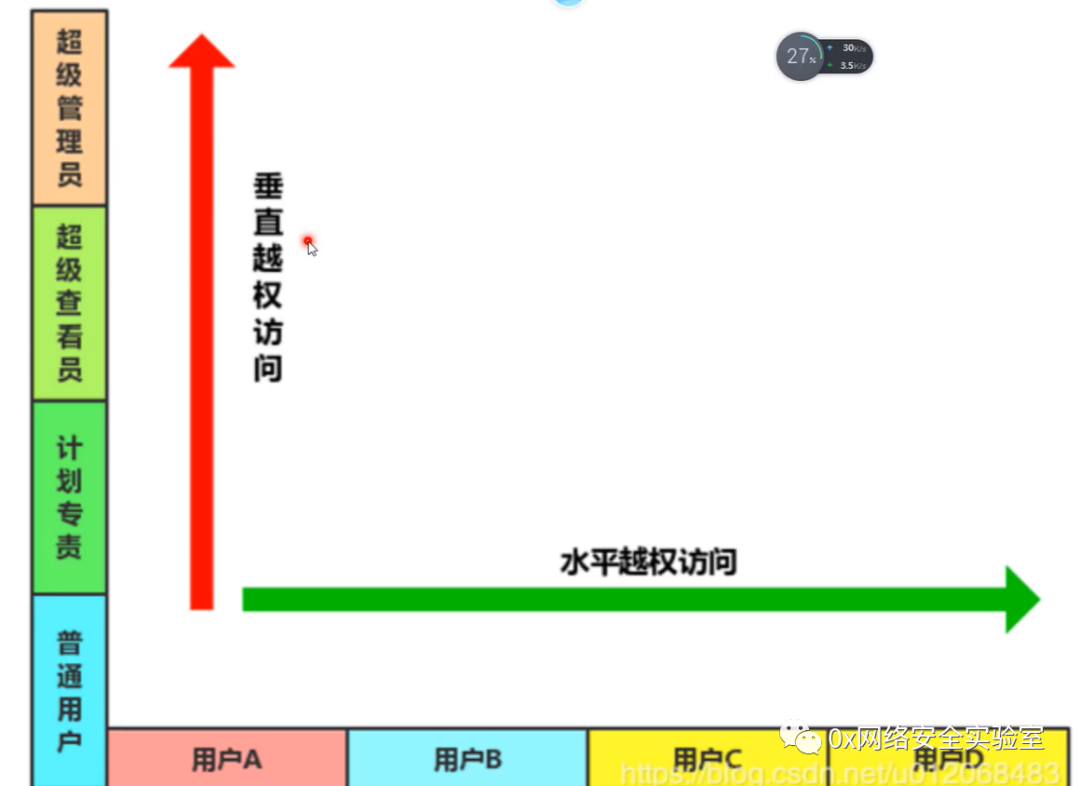 超级管理员
超级查看员
计划专责
普通用户
垂直越权访问
水平越权访问
27%
30K/s
3.5K/s
用户A
用户B
用户C
用户D
0x网络安全实验室
https://blog.csdn.net/u012068483